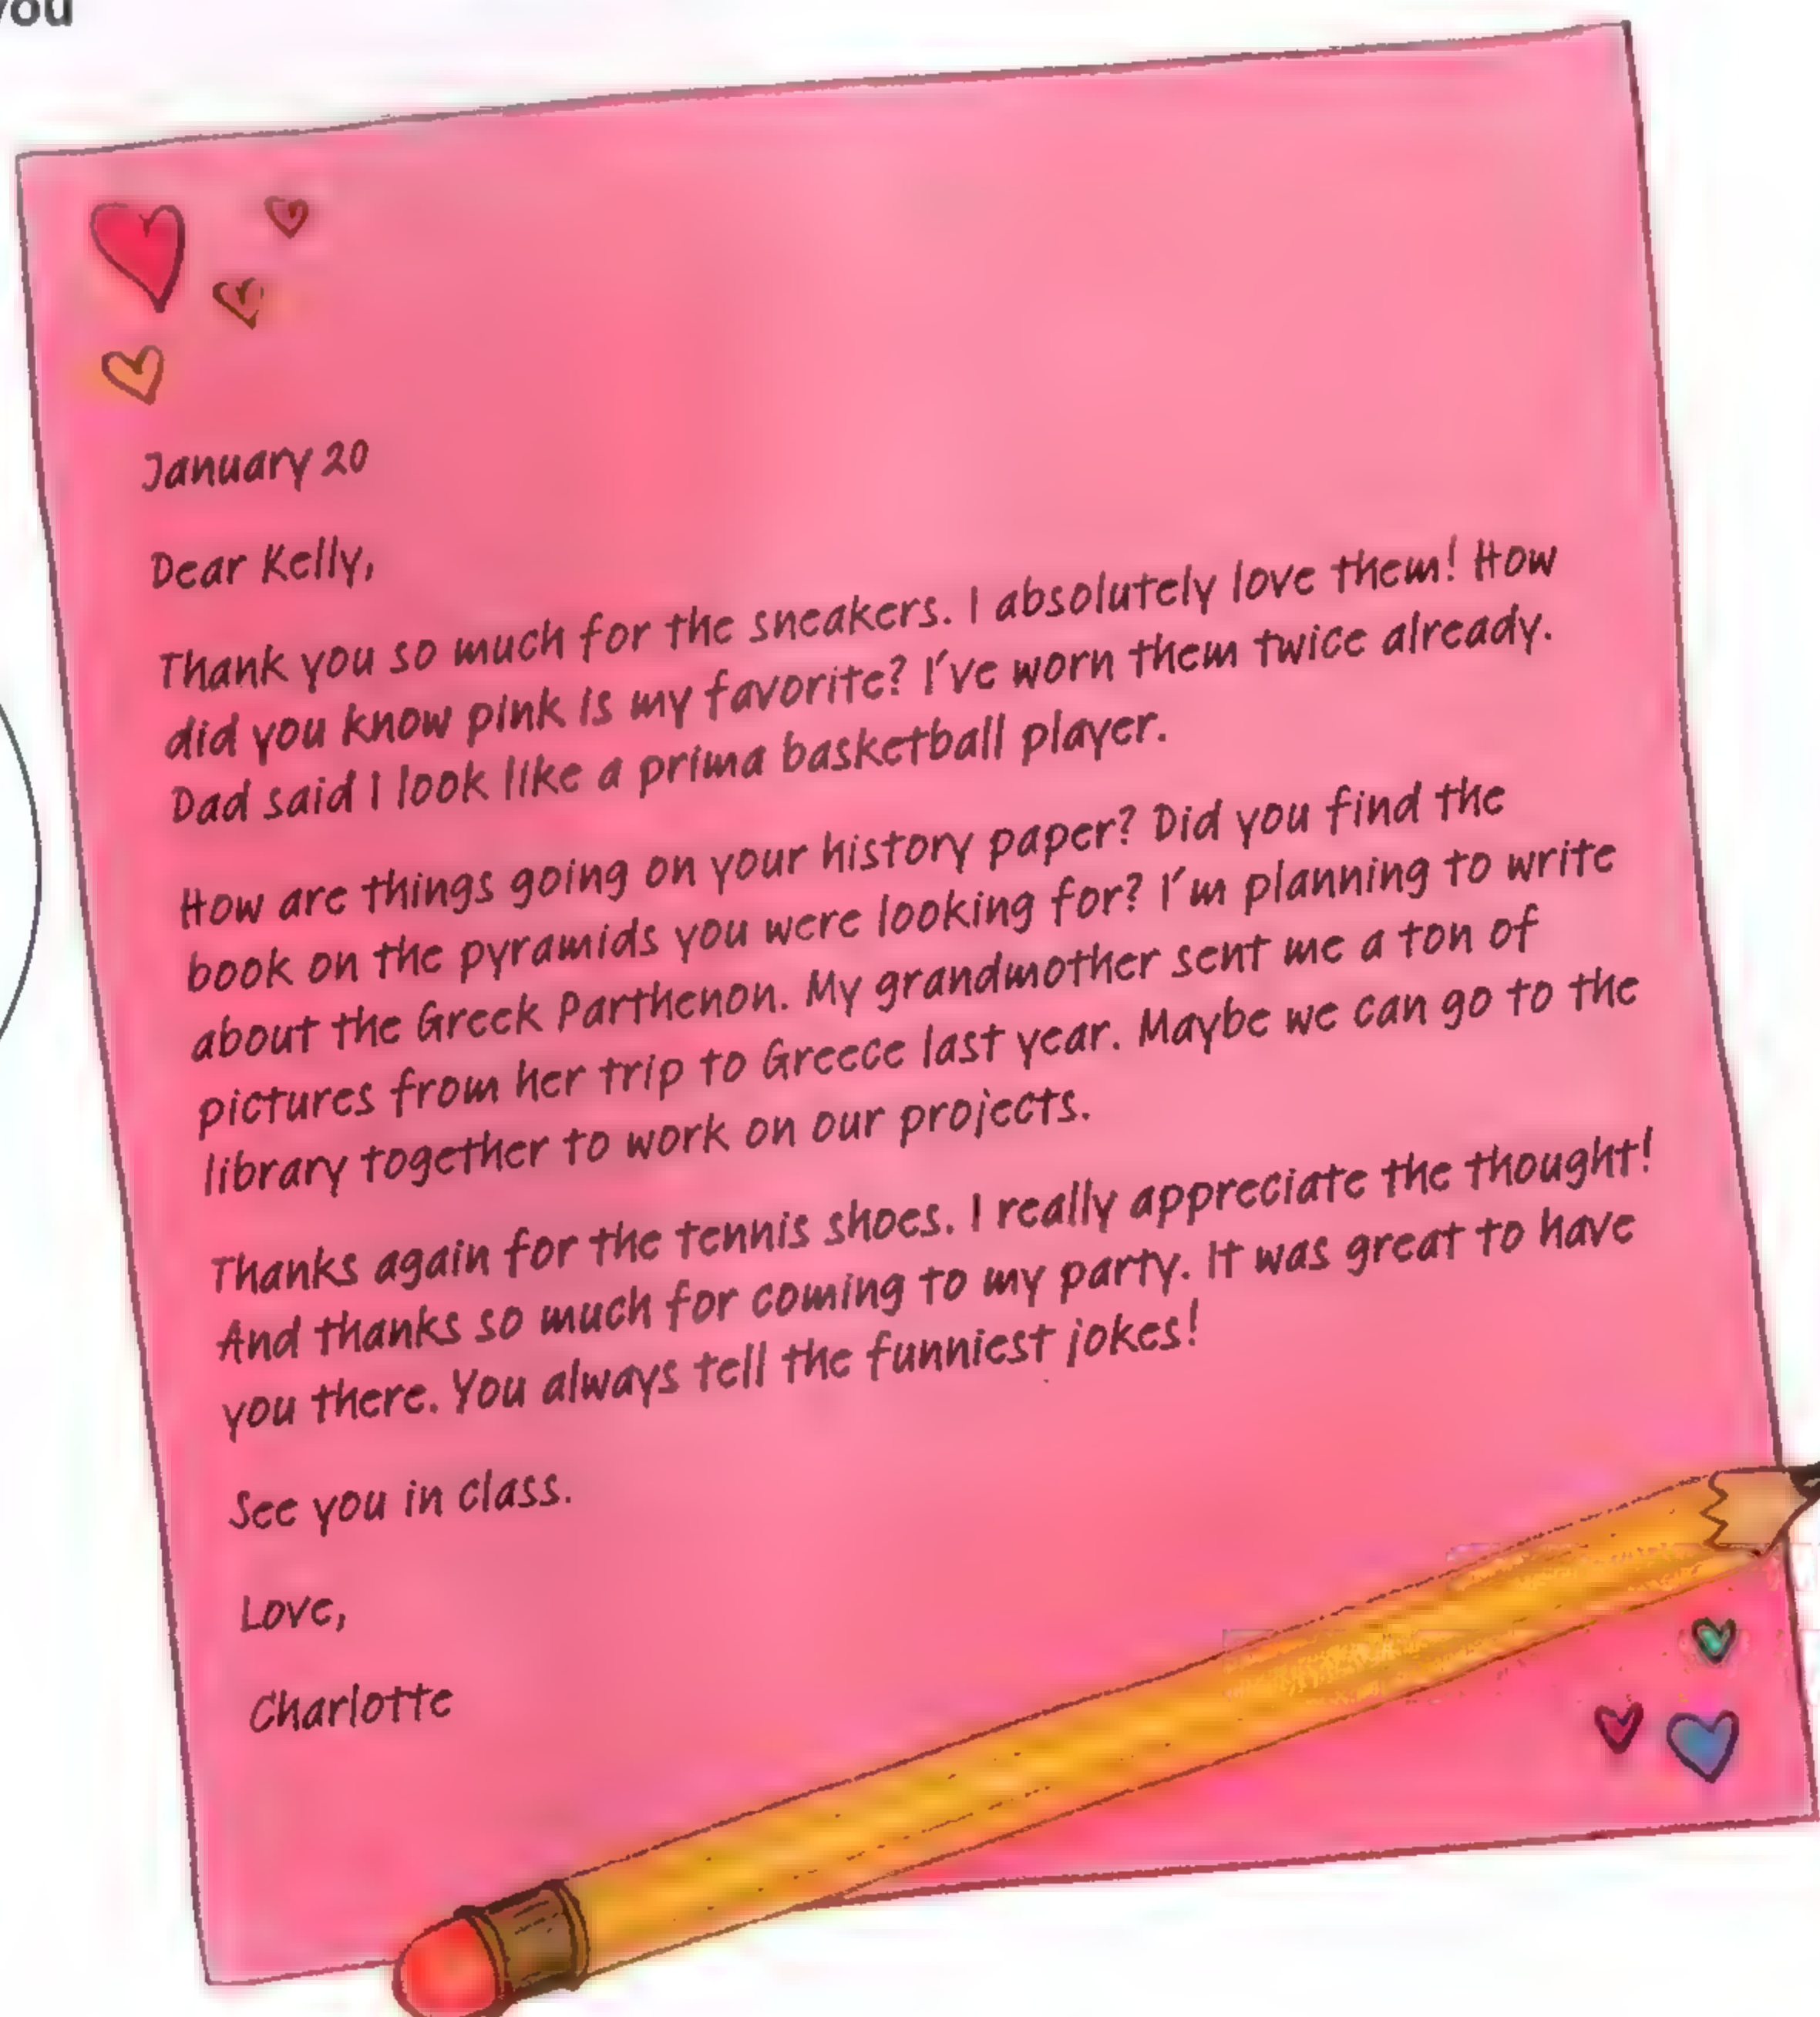 you
January 20
Dear Kelly,
Thank you so much for the sneakers. I absolutely love them! How
did you know pink is my favorite? I've worn them twice already.
Dad said I look like a prima basketball player.
How are things going on your history paper? Did you find the
book on the pyramids you were looking for? I'm planning to write
about the Greek Parthenon. My grandmother sent me a ton of
pictures from her trip to Greece last year. Maybe we can go to the
library together to work on our projects.
Thanks again for the tennis shoes. I really appreciate the thought!
And thanks so much for coming to my party. It was great to have
you there. You always tell the funniest jokes!
See you in class.
Love,
Charlotte